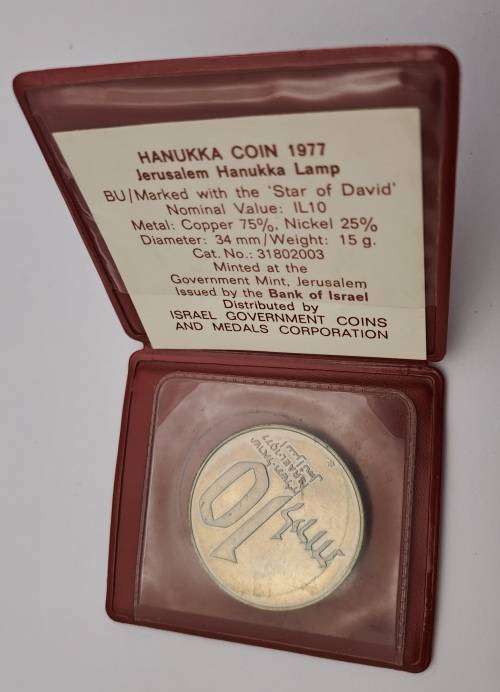 HANUKKA COIN 1977
Jerusalem Hanukka Lamp
BU/Marked with the 'Star of David'
Nominal Value: IL10
Metal: Copper 75%, Nickel 25%
Diameter: 34 mm/Weight: 15 g.
Cat. No.: 31802003
Minted at the
Government Mint, Jerusalem
Issued by the Bank of Israel
Distributed by
ISRAEL GOVERNMENT COINS
AND MEDALS CORPORATION
10
ISRAEL·1977